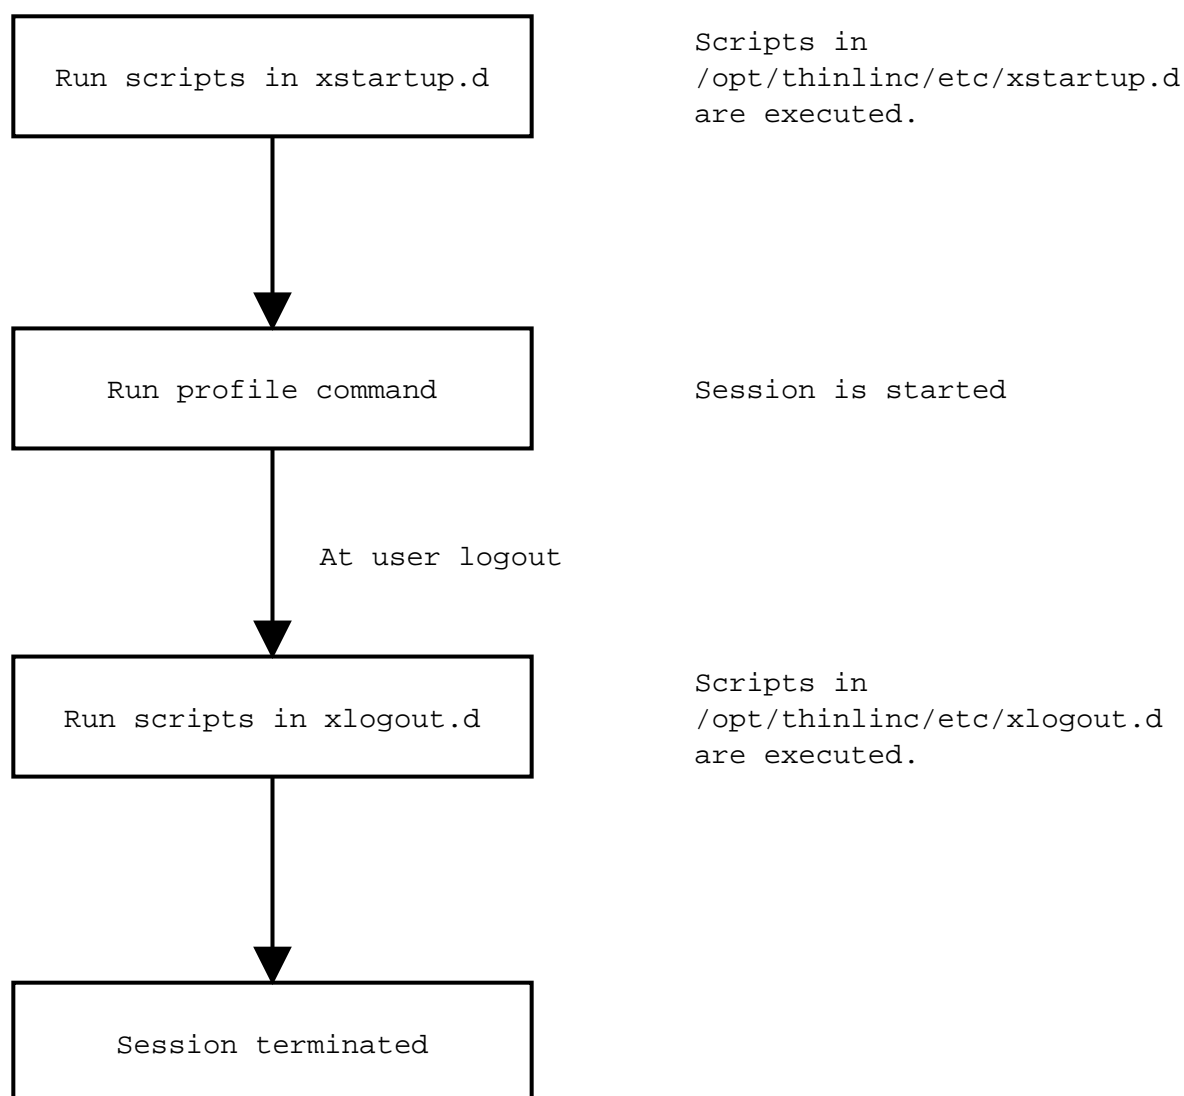 Run scripts in xstartup.d
Scripts in
/opt/thinlinc/etc/xstartup.d
are executed.
Run profile command
Session is started
At user logout
Run scripts in xlogout.d
Scripts in
/opt/thinlinc/etc/xlogout.d
are executed.
Session terminated